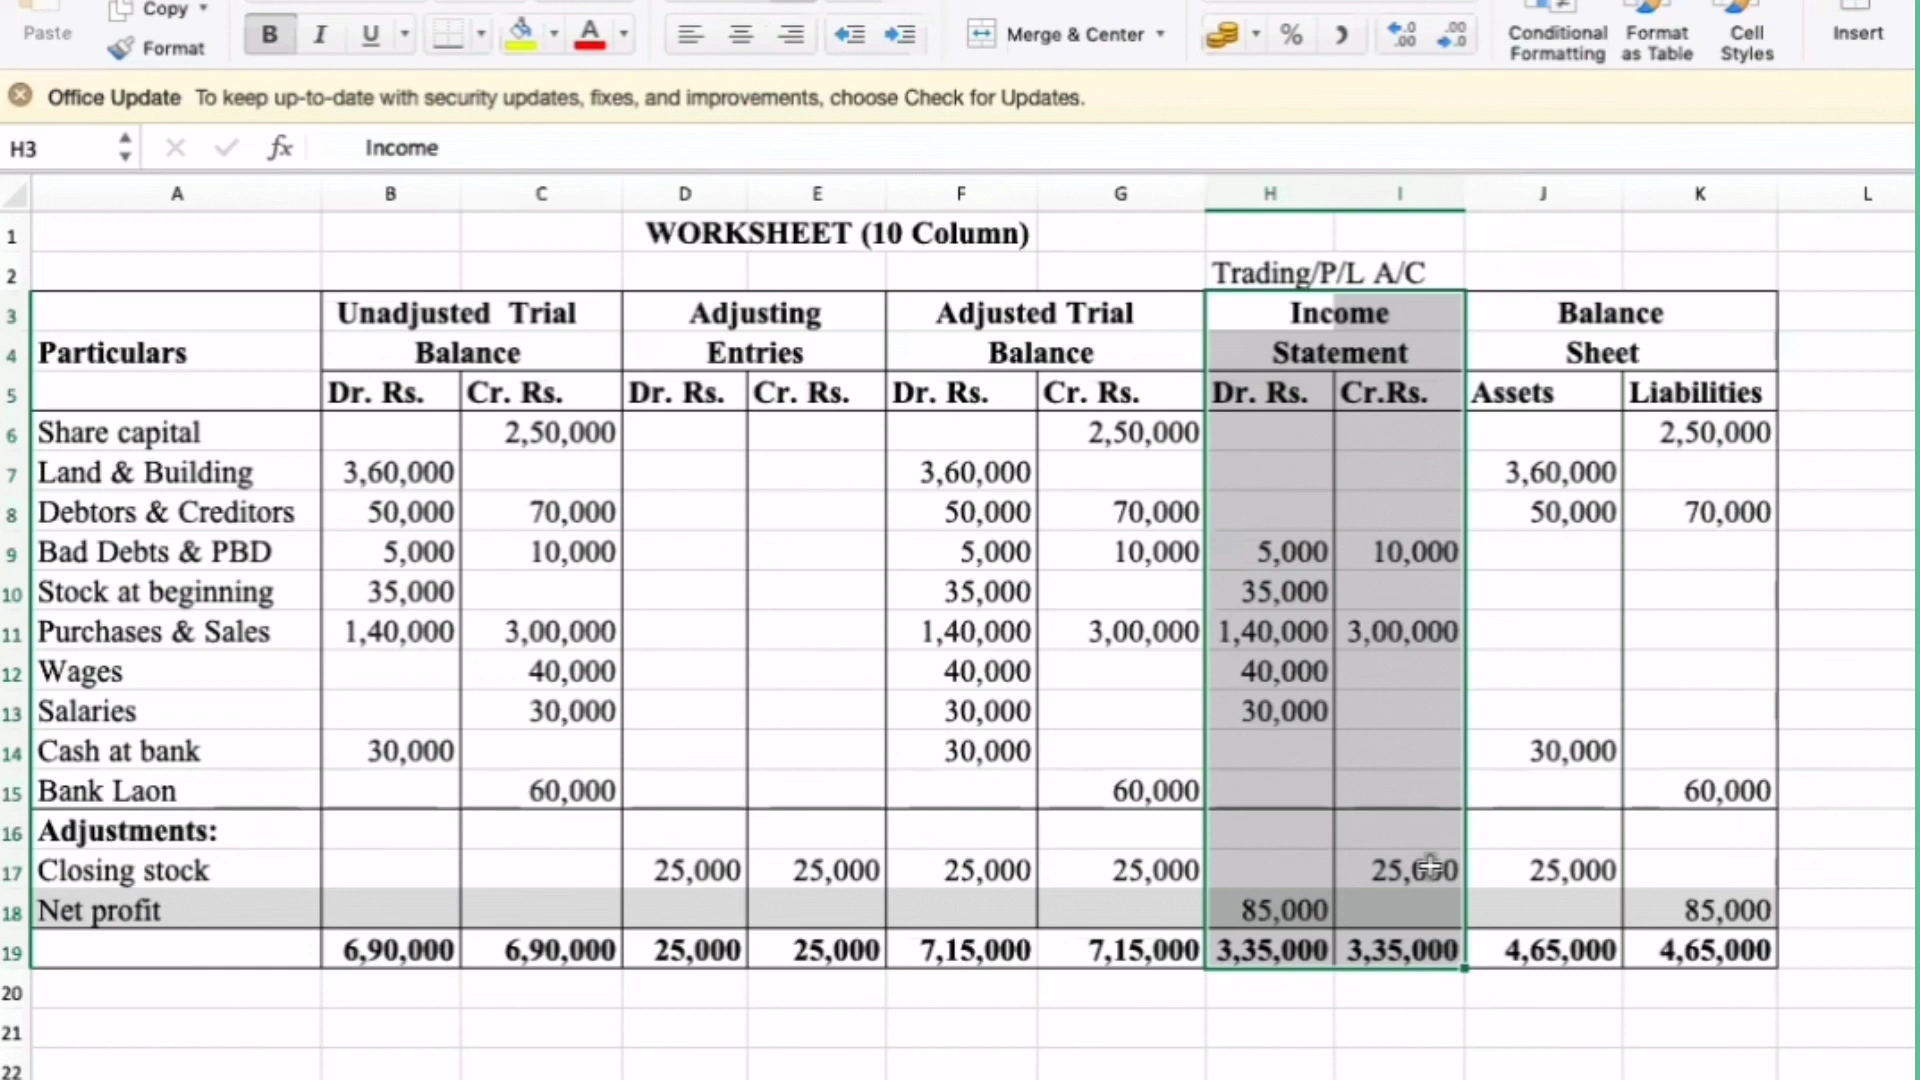 Copy
Paste
Format
B I U A
Merge & Center
%
.0 .00
.00 .0
Conditional Formatting
Format as Table
Cell Styles
Insert
Office Update To keep up-to-date with security updates, fixes, and improvements, choose Check for Updates.
H3 fx Income
A B C D E F G H I J K L
1 WORKSHEET (10 Column)
2 Trading/P/L A/C
3 Unadjusted Trial Adjusting Adjusted Trial Income Balance
4 Particulars Balance Entries Balance Statement Sheet
5 Dr. Rs. Cr. Rs. Dr. Rs. Cr. Rs. Dr. Rs. Cr. Rs. Dr. Rs. Cr.Rs. Assets Liabilities
6 Share capital 2,50,000 2,50,000 2,50,000
7 Land & Building 3,60,000 3,60,000 3,60,000
8 Debtors & Creditors 50,000 70,000 50,000 70,000 50,000 70,000
9 Bad Debts & PBD 5,000 10,000 5,000 10,000 5,000 10,000
10 Stock at beginning 35,000 35,000 35,000
11 Purchases & Sales 1,40,000 3,00,000 1,40,000 3,00,000 1,40,000 3,00,000
12 Wages 40,000 40,000 40,000
13 Salaries 30,000 30,000 30,000
14 Cash at bank 30,000 30,000 30,000
15 Bank Laon 60,000 60,000 60,000
16 Adjustments:
17 Closing stock 25,000 25,000 25,000 25,000 25,000 25,000
18 Net profit 85,000 85,000
19 6,90,000 6,90,000 25,000 25,000 7,15,000 7,15,000 3,35,000 3,35,000 4,65,000 4,65,000
20
21
22